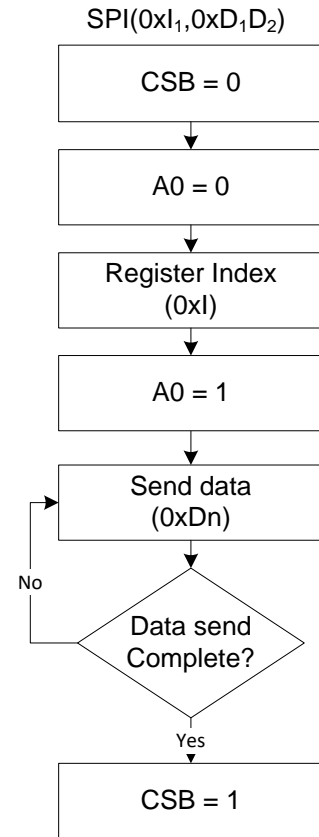 SPI(0xI₁,0xD₁D₂)
CSB = 0
A0 = 0
Register Index
(0xI)
A0 = 1
Send data
(0xDn)
No
Data send
Complete?
Yes
CSB = 1